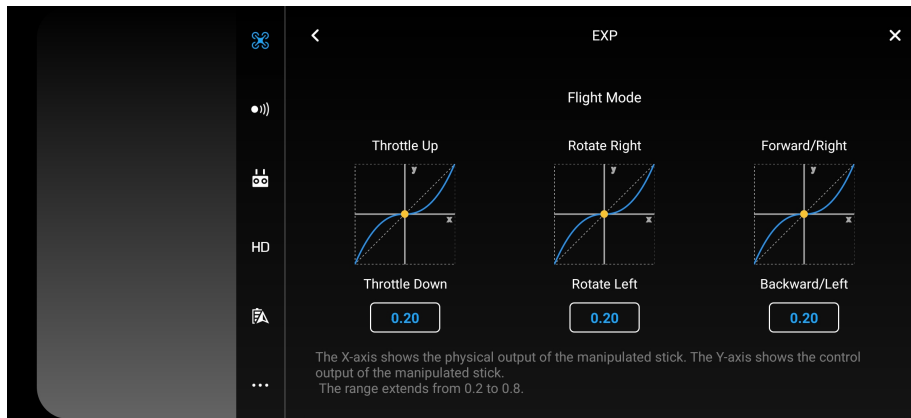 EXP
Flight Mode
Throttle Up
Rotate Right
Forward/Right
y
y
y
x
x
x
HD
Throttle Down
Rotate Left
Backward/Left
0.20
0.20
0.20
The X-axis shows the physical output of the manipulated stick. The Y-axis shows the control
output of the manipulated stick.
The range extends from 0.2 to 0.8.